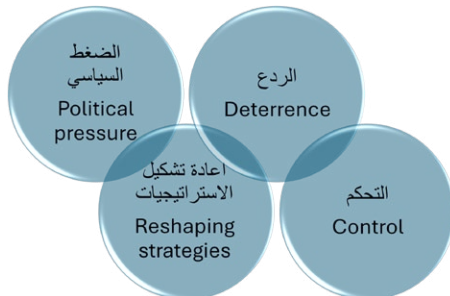 الضغط
السياسي
Political
pressure
الردع
Deterrence
اعادة تشكيل
الاستراتيجيات
Reshaping
strategies
التحكم
Control